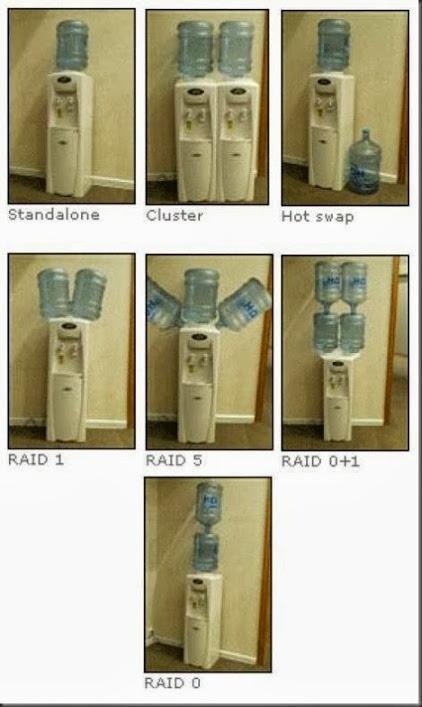 Standalone
Cluster
Hot swap
RAID 1
RAID 5
RAID 0+1
RAID 0